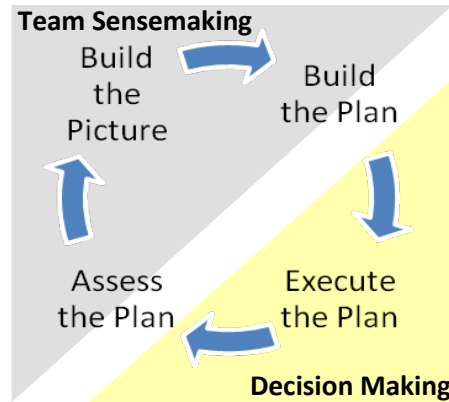 Team Sensemaking
Build
the
Picture
Build
the Plan
Execute
the Plan
Assess
the Plan
Decision Making